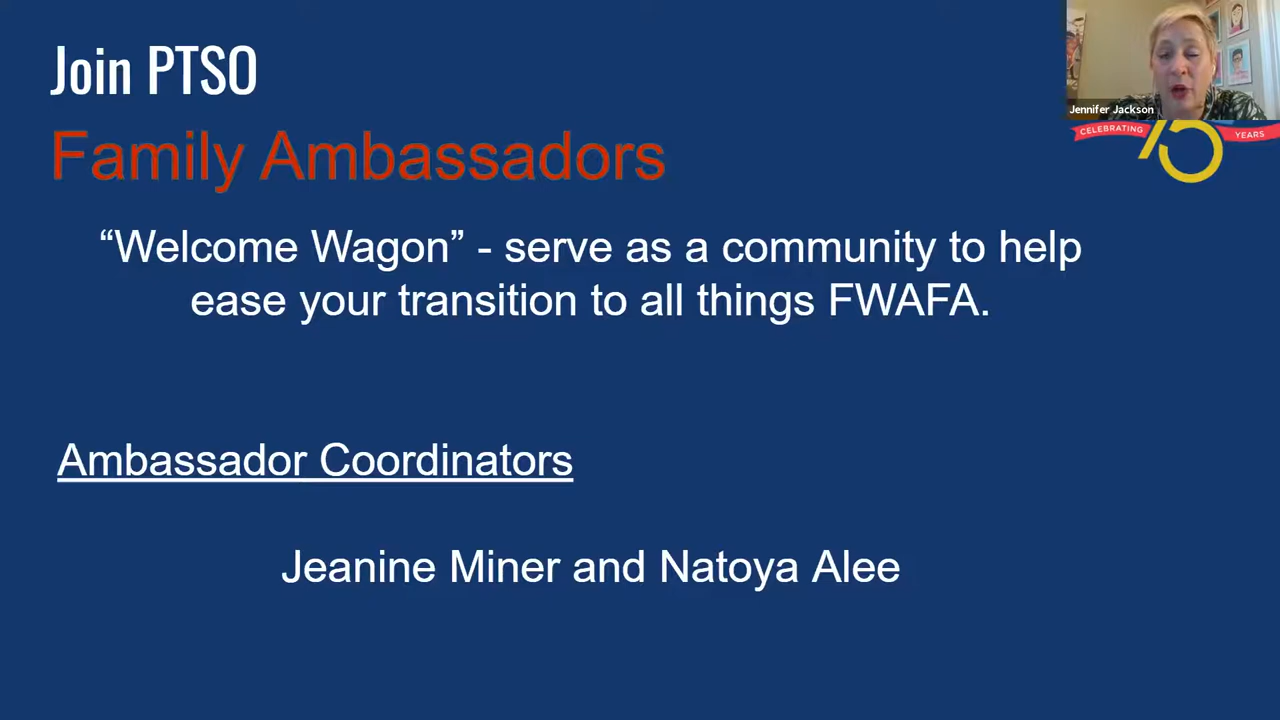 Join PTSO
Jennifer Jackson
CELEBRATING 10 YEARS
Family Ambassadors
“Welcome Wagon” - serve as a community to help
ease your transition to all things FWAFA.
Ambassador Coordinators
Jeanine Miner and Natoya Alee